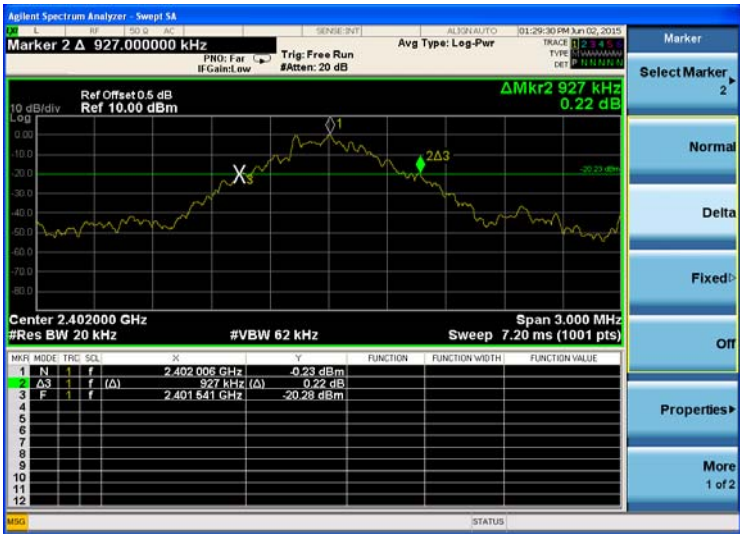 Agilent Spectrum Analyzer - Swept SA
L RF 50 Ω AC SENSE:INT ALIGNAUTO 01:29:30 PM Jun 02, 2015
Marker 2 Δ 927.000000 kHz
PNO: Far
IFGain:Low
Trig: Free Run
#Atten: 20 dB
Avg Type: Log-Pwr
TRACE 1 2 3 4 5 6
TYPE
DET P N N N N N
Ref Offset 0.5 dB
Ref 10.00 dBm
ΔMkr2 927 kHz
0.22 dB
10 dB/div
Log
0.00
-10.0
-20.0
-30.0
-40.0
-50.0
-60.0
-70.0
-80.0
1
2Δ3
3
-20.23 dBm
Center 2.402000 GHz
Span 3.000 MHz
#Res BW 20 kHz
#VBW 62 kHz
Sweep 7.20 ms (1001 pts)
MKR MODE TRC SCL X Y FUNCTION FUNCTION WIDTH FUNCTION VALUE
1 N 1 f 2.402 006 GHz -0.23 dBm
2 Δ3 1 f (Δ) 927 kHz (Δ) 0.22 dB
3 F 1 f 2.401 541 GHz -20.28 dBm
4
5
6
7
8
9
10
11
12
MSG
STATUS
Marker
Select Marker
2
Normal
Delta
Fixed
Off
Properties
More
1 of 2